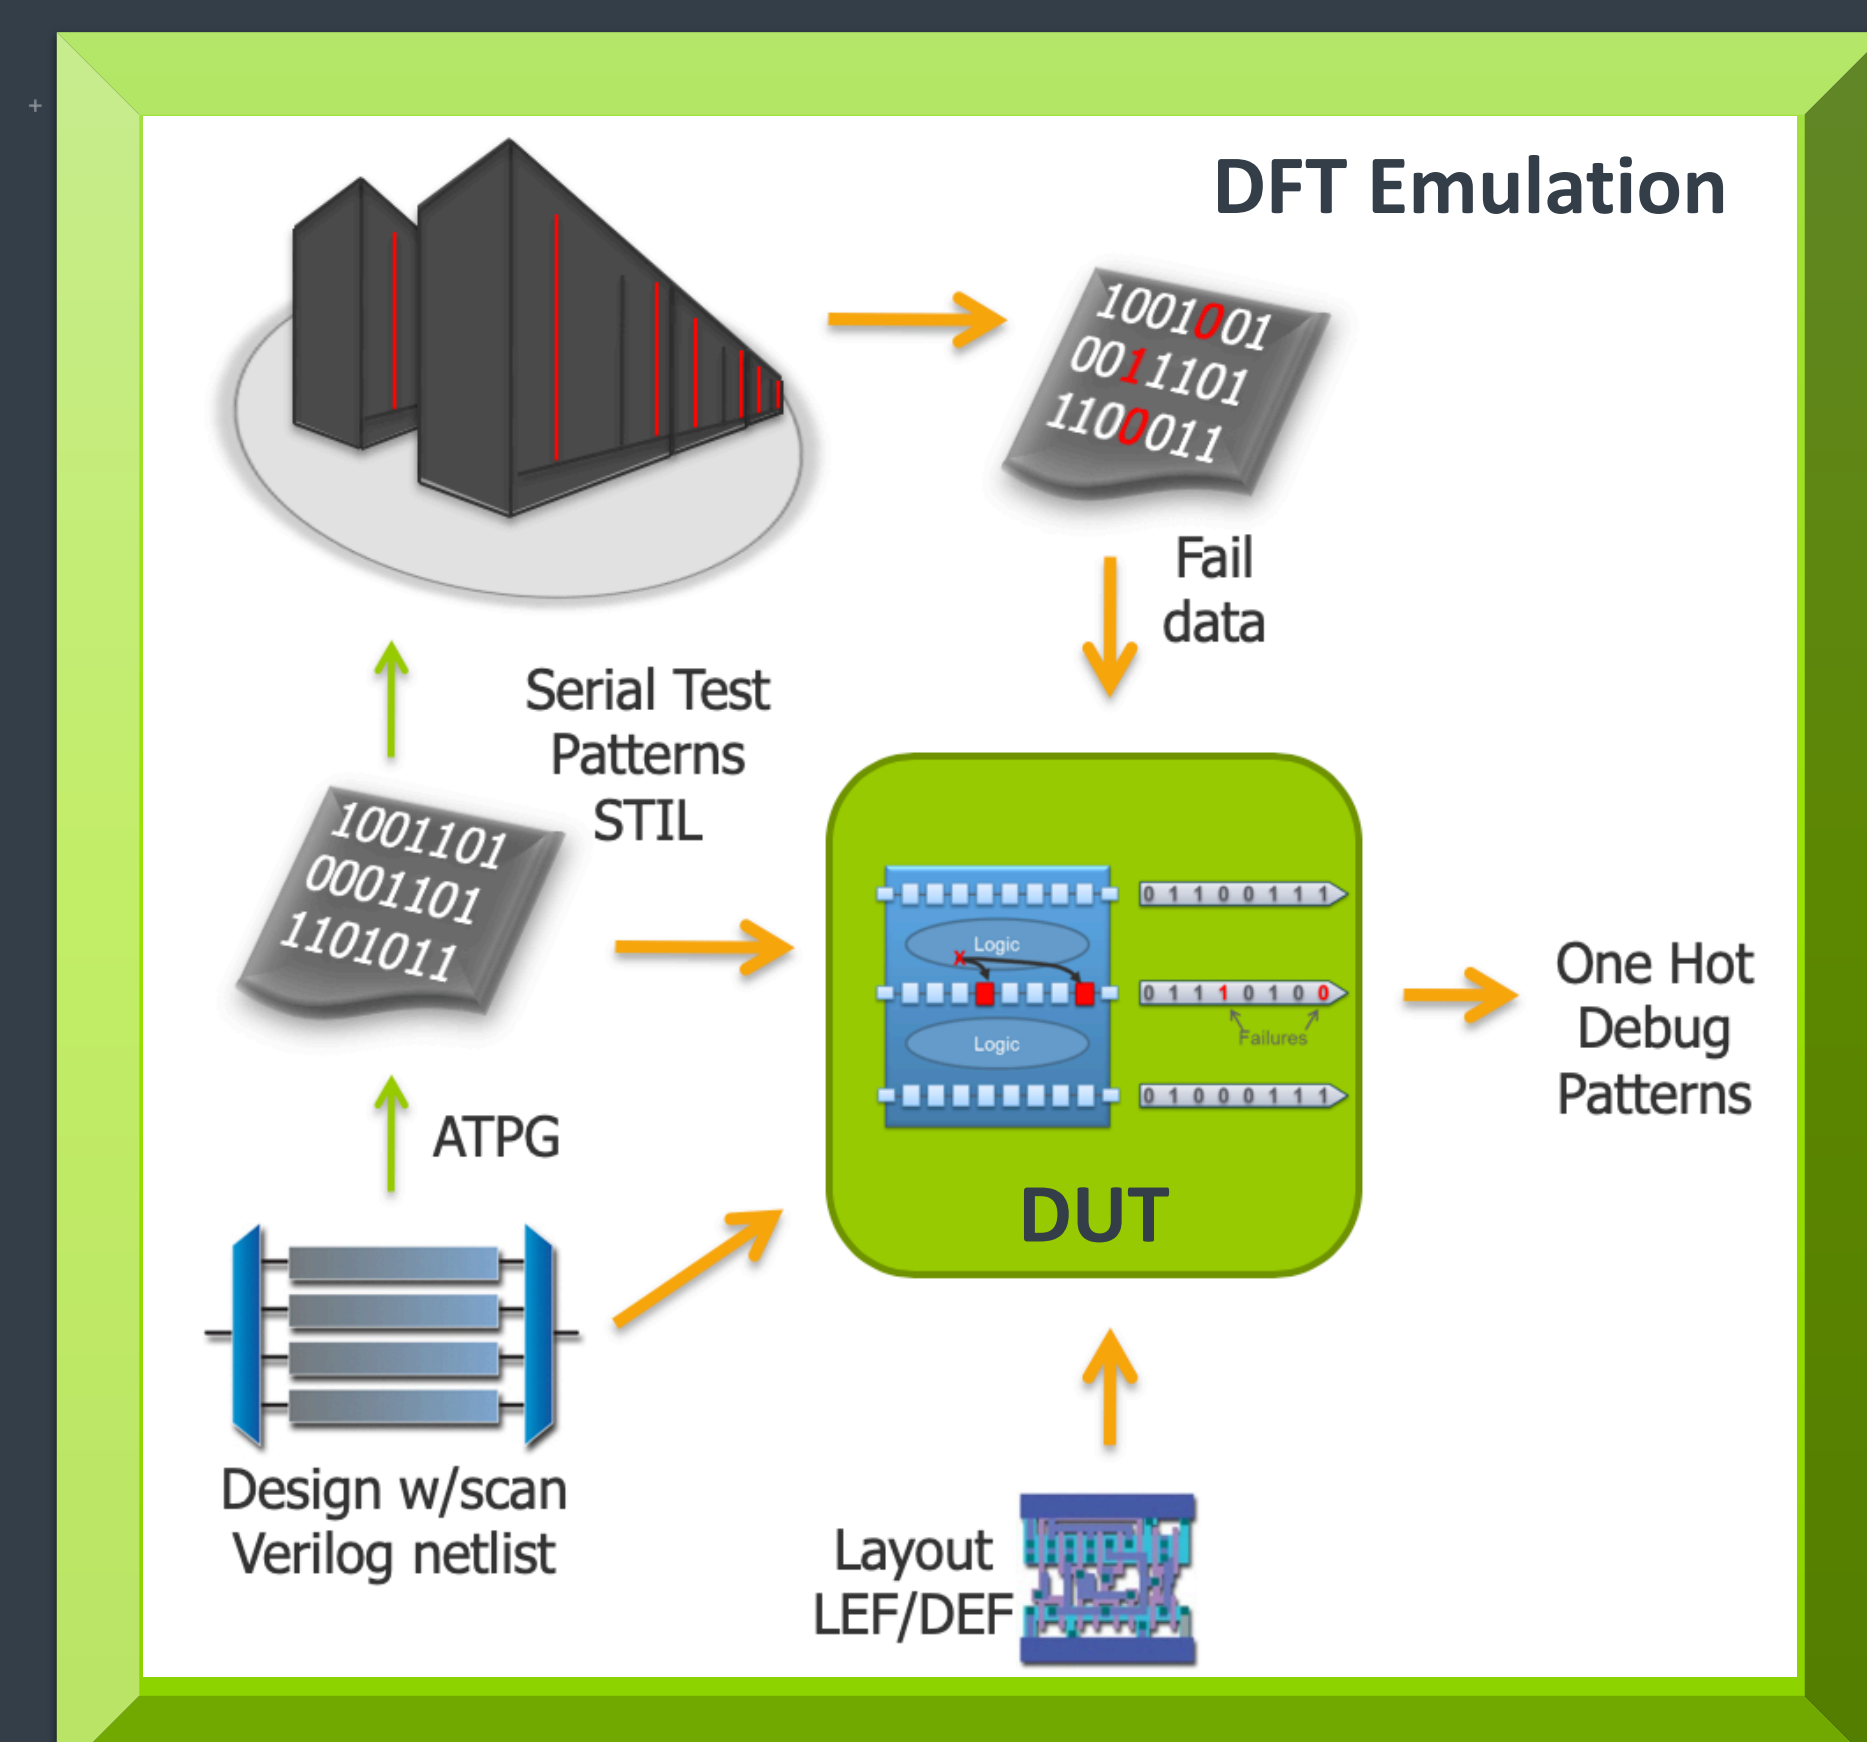 +
DFT Emulation
1001001
0011101
1100011
Fail
data
Serial Test
Patterns
STIL
1001101
0001101
1101011
ATPG
Design w/scan
Verilog netlist
Logic
Logic
0 1 1 0 0 1 1 1
0 1 1 1 0 1 0 0
Failures
0 1 0 0 0 1 1 1
DUT
One Hot
Debug
Patterns
Layout
LEF/DEF